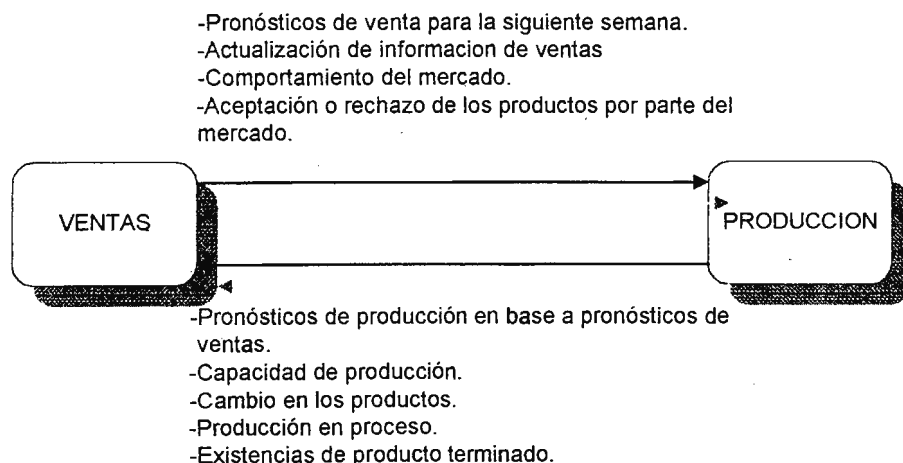 -Pronósticos de venta para la siguiente semana.
-Actualización de informacion de ventas
-Comportamiento del mercado.
-Aceptación o rechazo de los productos por parte del
mercado.
VENTAS
PRODUCCION
-Pronósticos de producción en base a pronósticos de
ventas.
-Capacidad de producción.
-Cambio en los productos.
-Producción en proceso.
-Existencias de producto terminado.